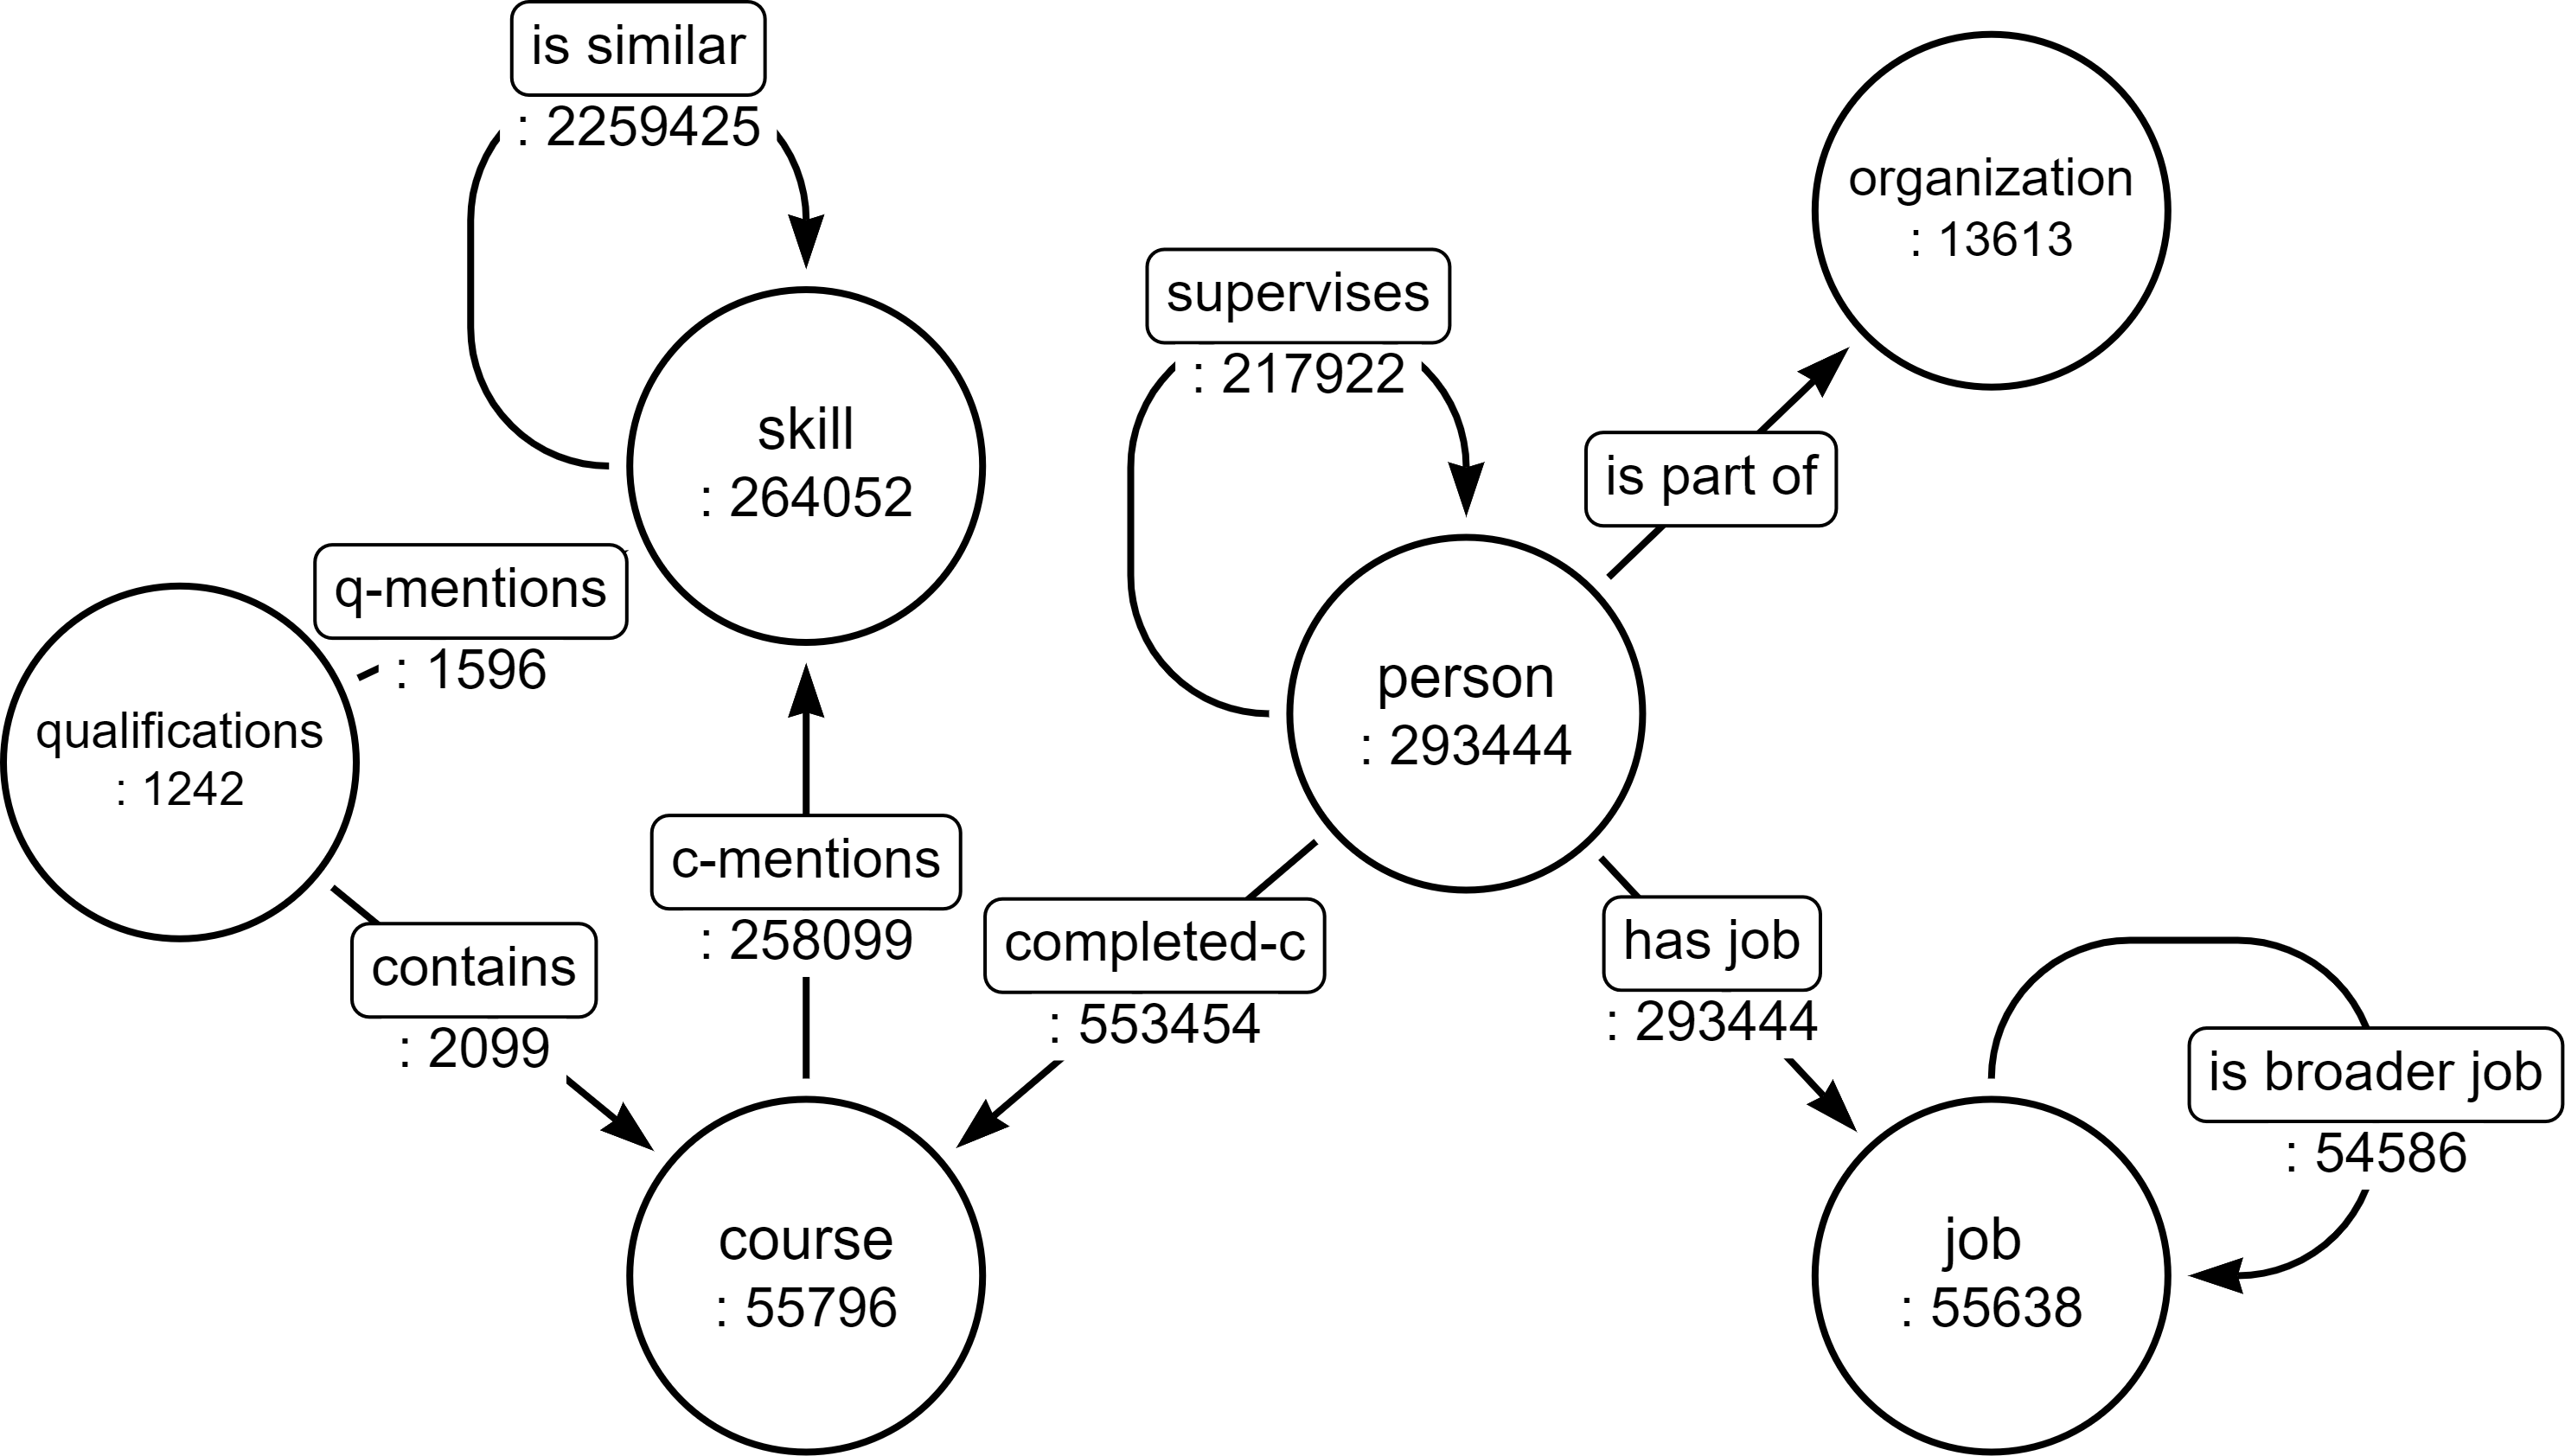 is similar
: 2259425
organization
: 13613
supervises
: 217922
skill
: 264052
is part of
q-mentions
: 1596
person
: 293444
qualifications
: 1242
c-mentions
: 258099
completed-c
: 553454
has job
: 293444
contains
: 2099
is broader job
: 54586
course
: 55796
job
: 55638